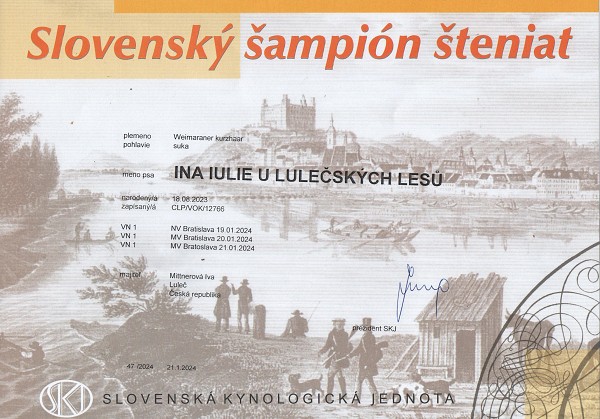 Slovenský šampión šteniat
plemeno Weimaraner kurzhaar
pohlavie suka
meno psa INA IULIE U LULEČSKÝCH LESŮ
narodený/á 18.08.2023
zapísaný/á CLP/VOK/12766
VN 1 NV Bratislava 19.01.2024
VN 1 MV Bratislava 20.01.2024
VN 1 MV Bratoslava 21.01.2024
majiteľ Mittnerova Iva
Luleč
Česká republika
prezident SKJ
47 /2024 21.1.2024
SKJ SLOVENSKÁ KYNOLOGICKÁ JEDNOTA